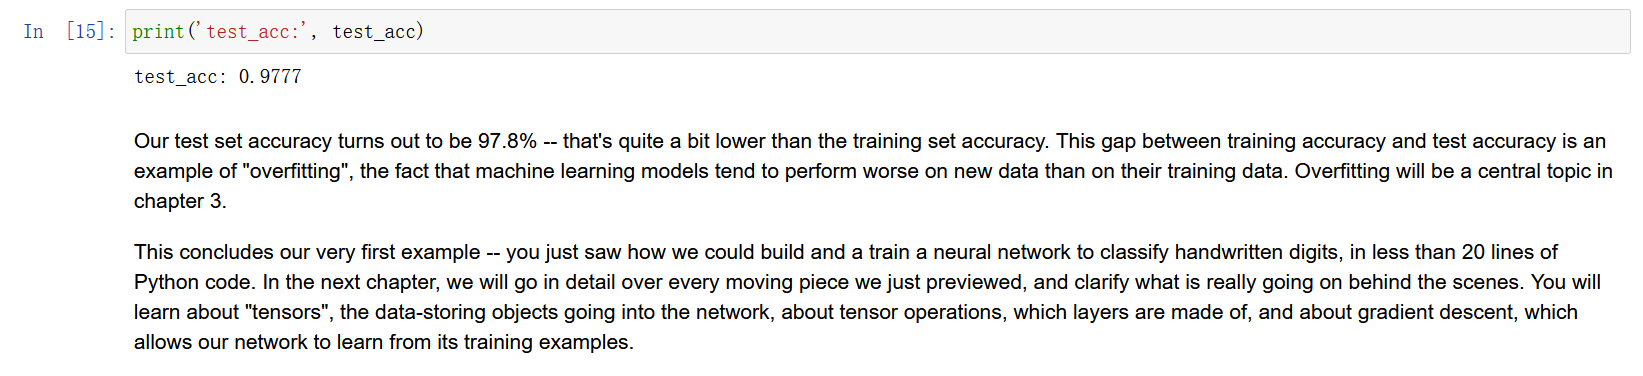 In [15]: print('test_acc:', test_acc)
test_acc: 0.9777
Our test set accuracy turns out to be 97.8% -- that's quite a bit lower than the training set accuracy. This gap between training accuracy and test accuracy is an
example of "overfitting", the fact that machine learning models tend to perform worse on new data than on their training data. Overfitting will be a central topic in
chapter 3.
This concludes our very first example -- you just saw how we could build and a train a neural network to classify handwritten digits, in less than 20 lines of
Python code. In the next chapter, we will go in detail over every moving piece we just previewed, and clarify what is really going on behind the scenes. You will
learn about "tensors", the data-storing objects going into the network, about tensor operations, which layers are made of, and about gradient descent, which
allows our network to learn from its training examples.